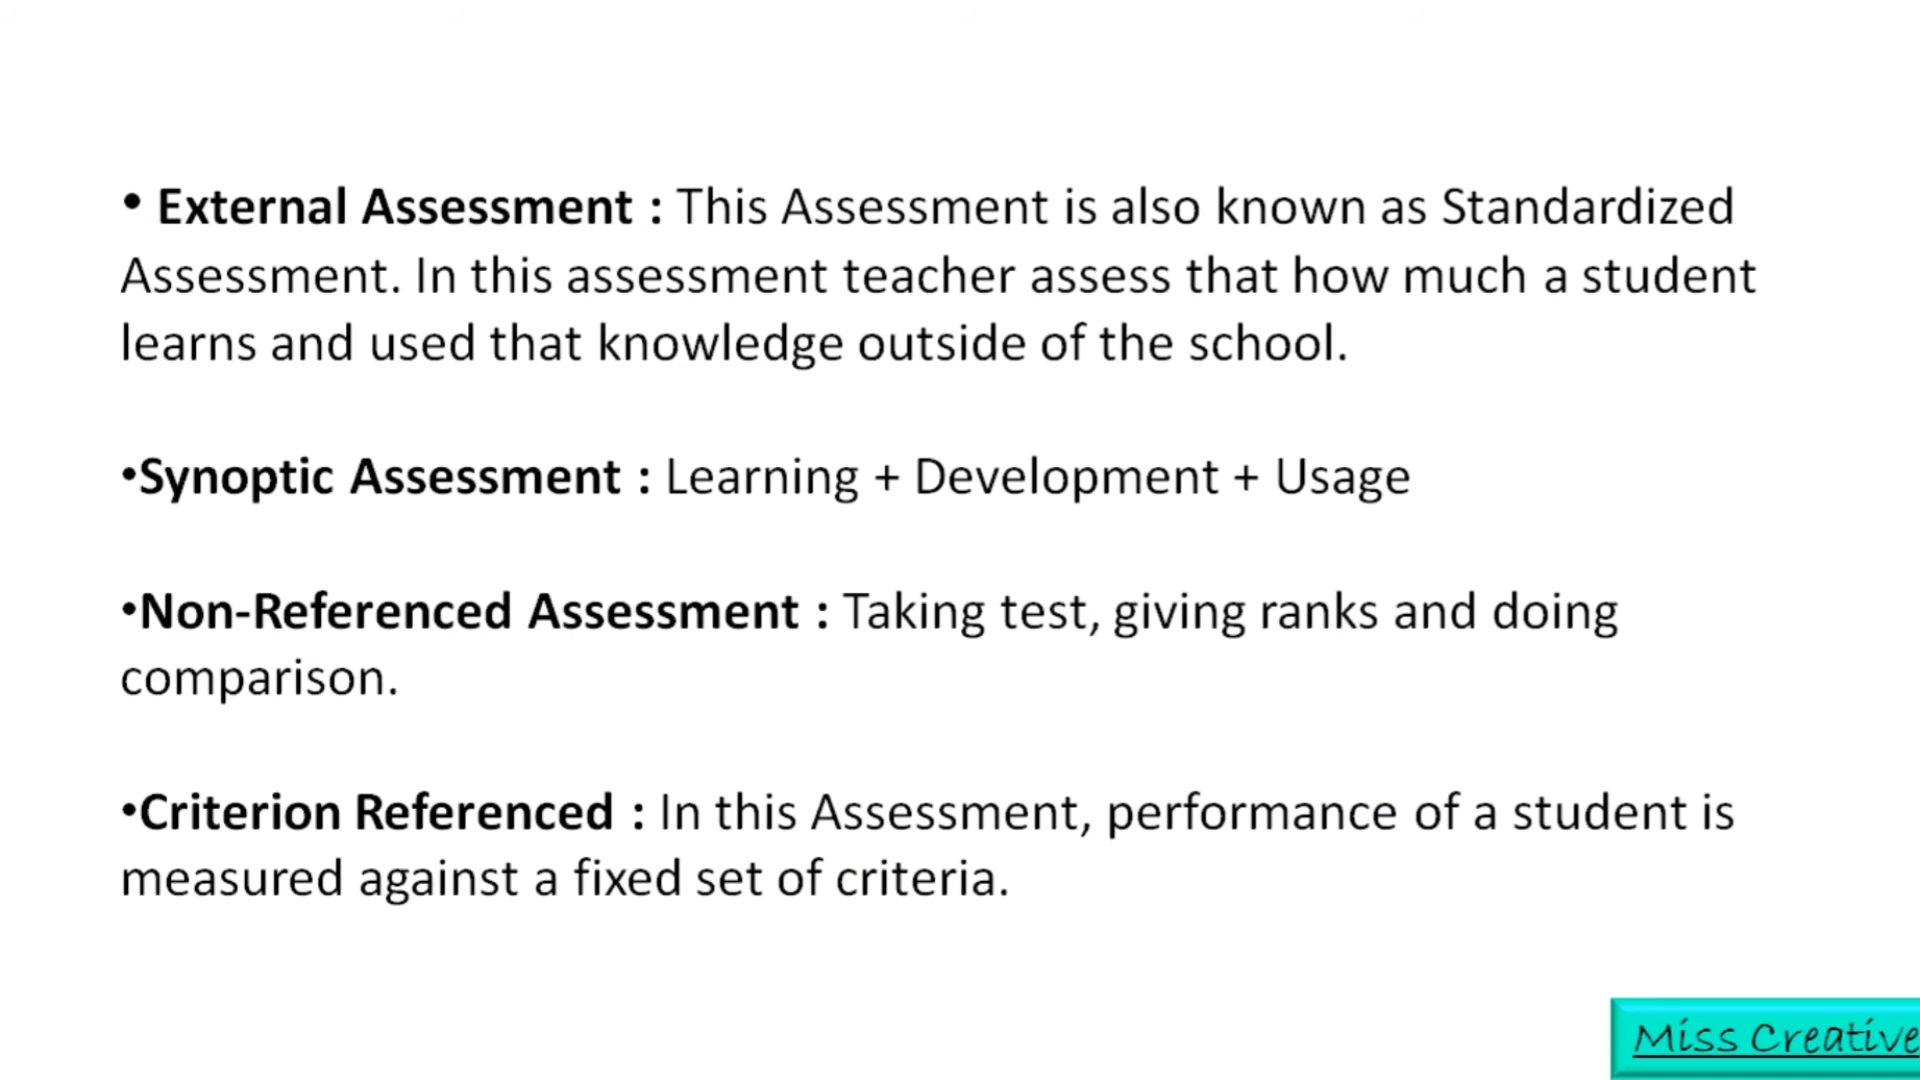 • External Assessment : This Assessment is also known as Standardized
Assessment. In this assessment teacher assess that how much a student
learns and used that knowledge outside of the school.
•Synoptic Assessment : Learning + Development + Usage
•Non-Referenced Assessment : Taking test, giving ranks and doing
comparison.
•Criterion Referenced : In this Assessment, performance of a student is
measured against a fixed set of criteria.
Miss Creative